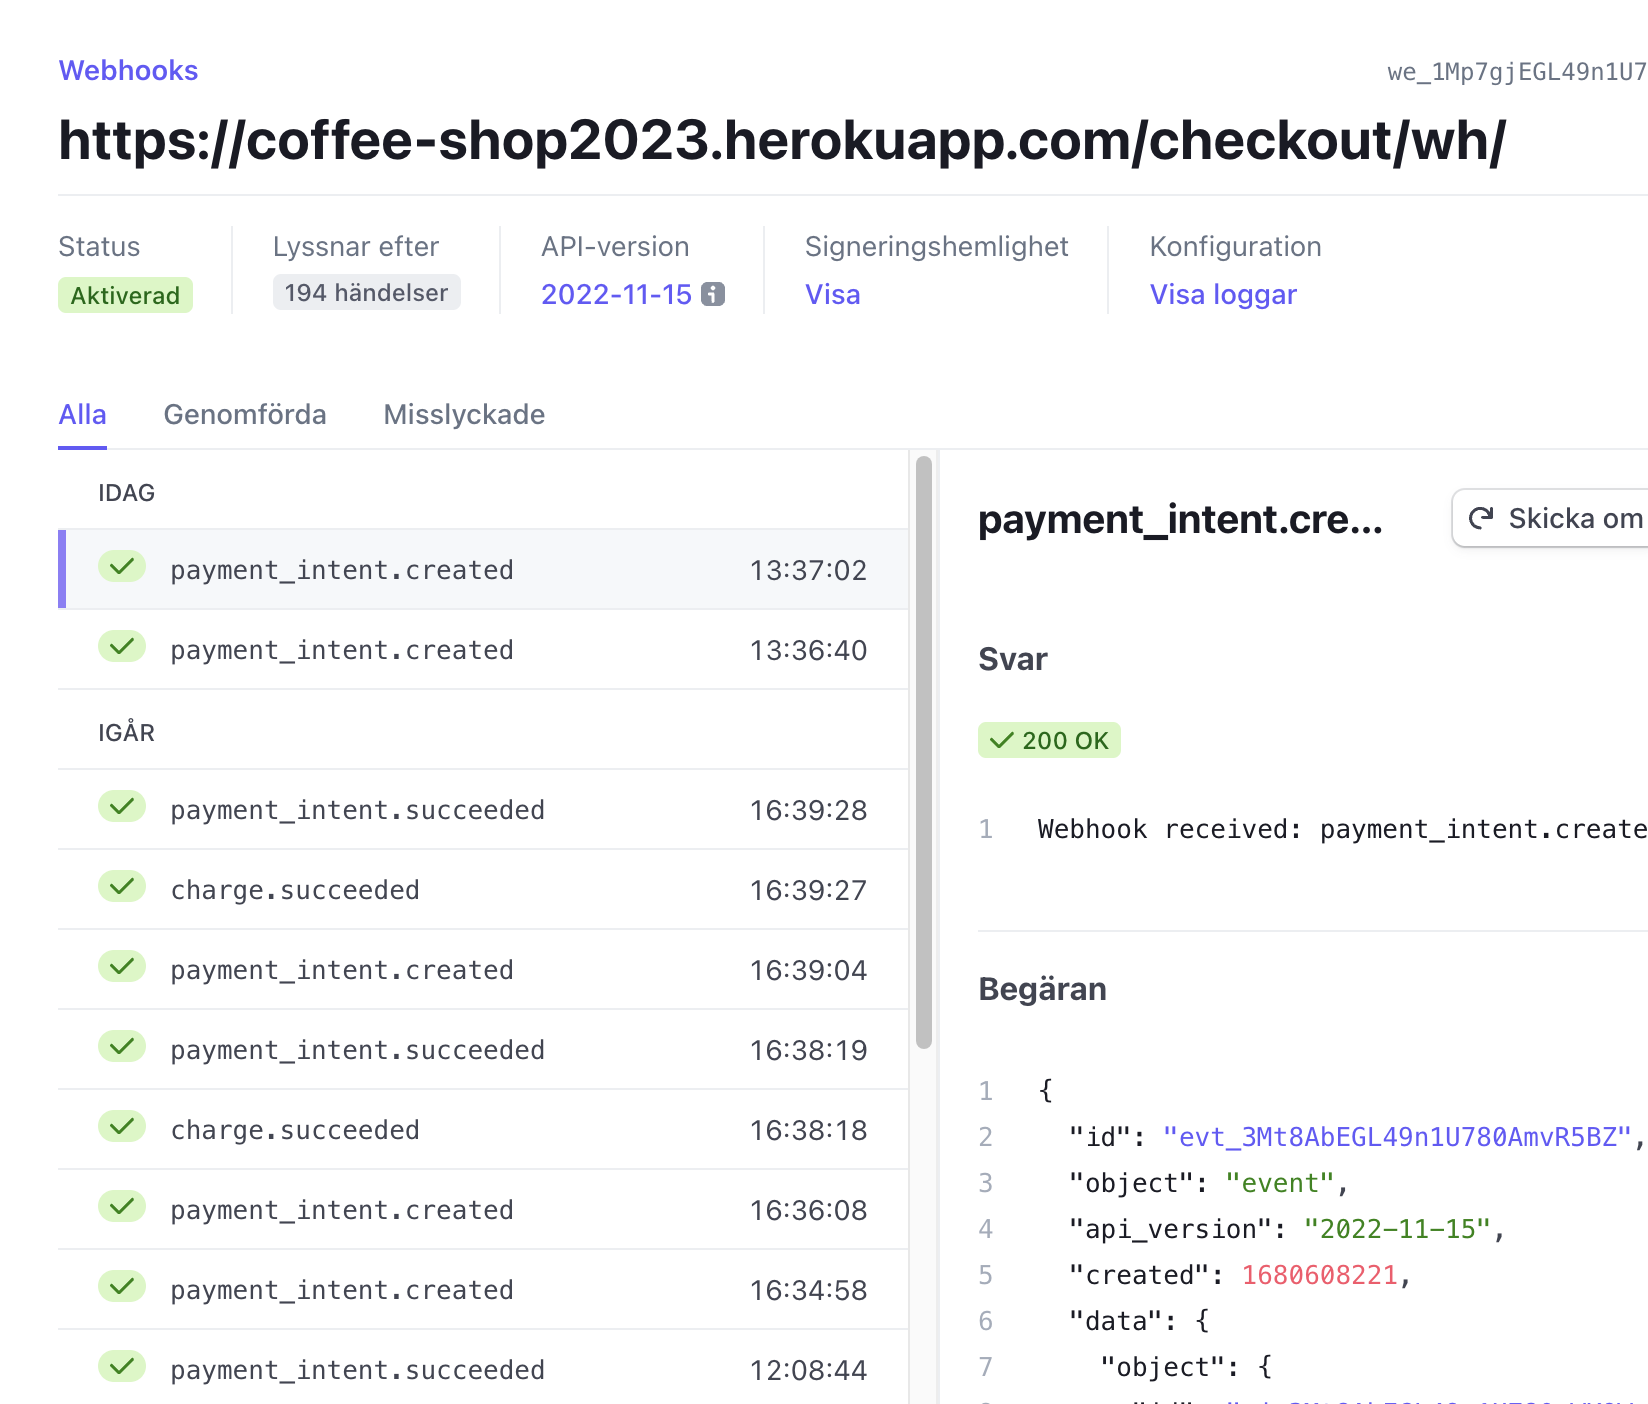 Webhooks
we_1Mp7gjEGL49n1U7
https://coffee-shop2023.herokuapp.com/checkout/wh/
Status
Lyssnar efter
API-version
Signeringshemlighet
Konfiguration
Aktiverad
194 händelser
2022-11-15
Visa
Visa loggar
Alla
Genomförda
Misslyckade
IDAG
payment_intent.created 13:37:02
payment_intent.created 13:36:40
IGÅR
payment_intent.succeeded 16:39:28
charge.succeeded 16:39:27
payment_intent.created 16:39:04
payment_intent.succeeded 16:38:19
charge.succeeded 16:38:18
payment_intent.created 16:36:08
payment_intent.created 16:34:58
payment_intent.succeeded 12:08:44
payment_intent.cre...
Skicka om
Svar
200 OK
1 Webhook received: payment_intent.create
Begäran
1 {
2 "id": "evt_3Mt8AbEGL49n1U780AmvR5BZ",
3 "object": "event",
4 "api_version": "2022-11-15",
5 "created": 1680608221,
6 "data": {
7 "object": {